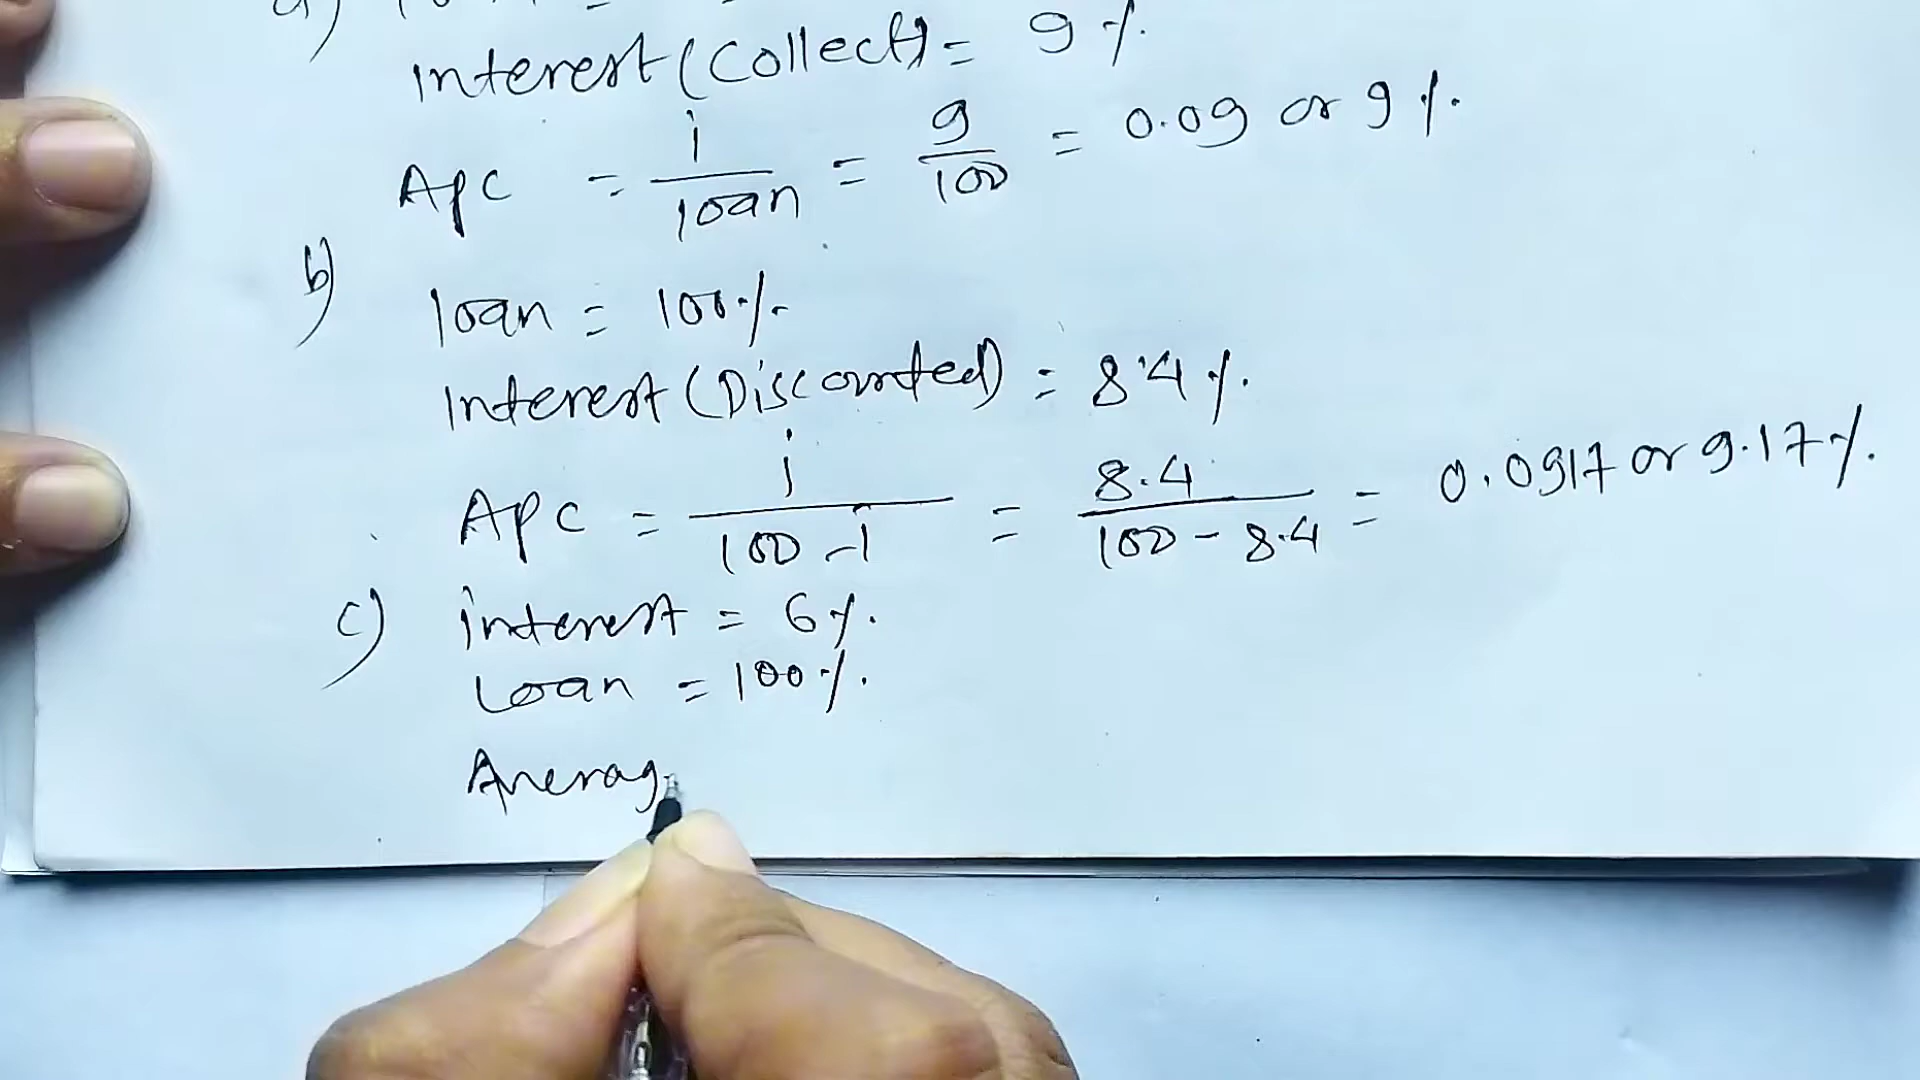 a)
Interest (Collect) = 9 %.
Apc = i / loan = 9 / 100 = 0.09 or 9 %.
b) loan = 100 %.
Interest (Discounted) = 8.4 %.
Apc = i / 100 - i = 8.4 / 100 - 8.4 = 0.0917 or 9.17 %.
c) interest = 6 %.
Loan = 100 %.
Averag